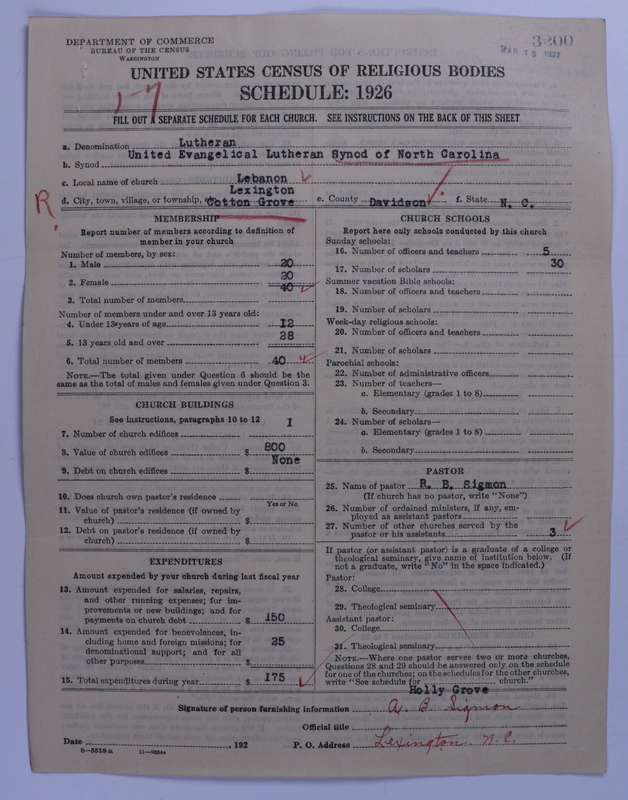 DEPARTMENT OF COMMERCE
BUREAU OF THE CENSUS
WASHINGTON
3300
MAR 15 1927
UNITED STATES CENSUS OF RELIGIOUS BODIES
SCHEDULE: 1926
1-7
FILL OUT A SEPARATE SCHEDULE FOR EACH CHURCH. SEE INSTRUCTIONS ON THE BACK OF THIS SHEET
a. Denomination Lutheran
United Evangelical Lutheran Synod of North Carolina
b. Synod
c. Local name of church Lebanon
Lexington
R. d. City, town, village, or township, Cotton Grove e. County Davidson f. State N. C.
MEMBERSHIP
Report number of members according to definition of
member in your church
Number of members, by sex:
1. Male 20
2. Female 20
40
3. Total number of members
Number of members under and over 13 years old:
4. Under 13 years of age 12
5. 13 years old and over 28
6. Total number of members 40
NOTE.—The total given under Question 6 should be the
same as the total of males and females given under Question 3.
CHURCH BUILDINGS
See instructions, paragraphs 10 to 12 1
7. Number of church edifices
8. Value of church edifices $ 800
None
9. Debt on church edifices $
10. Does church own pastor's residence
Yes or No
11. Value of pastor's residence (if owned by
church) $
12. Debt on pastor's residence (if owned by
church) $
EXPENDITURES
Amount expended by your church during last fiscal year
13. Amount expended for salaries, repairs,
and other running expenses; for im-
provements or new buildings; and for
payments on church debt $ 150
14. Amount expended for benevolences, in-
cluding home and foreign missions; for 25
denominational support; and for all
other purposes $
15. Total expenditures during year $ 175
CHURCH SCHOOLS
Report here only schools conducted by this church
Sunday schools:
16. Number of officers and teachers 5
17. Number of scholars 30
Summer vacation Bible schools:
18. Number of officers and teachers
19. Number of scholars
Week-day religious schools:
20. Number of officers and teachers
21. Number of scholars
Parochial schools:
22. Number of administrative officers
23. Number of teachers—
a. Elementary (grades 1 to 8)
b. Secondary
24. Number of scholars—
a. Elementary (grades 1 to 8)
b. Secondary
PASTOR
25. Name of pastor R. B. Sigmon
(If church has no pastor, write "None")
26. Number of ordained ministers, if any, em-
ployed as assistant pastors
27. Number of other churches served by the
pastor or his assistants 3
If pastor (or assistant pastor) is a graduate of a college or
theological seminary, give name of institution below. (If
not a graduate, write "No" in the space indicated.)
Pastor:
28. College
29. Theological seminary
Assistant pastor:
30. College
31. Theological seminary
NOTE.—Where one pastor serves two or more churches,
Questions 28 and 29 should be answered only on the schedule
for one of the churches; on the schedules for the other churches,
write "See schedule for church."
Holly Grove
Signature of person furnishing information A. B. Sigmon
Official title
Date , 192 P. O. Address Lexington N. C.
8-5518 a 11-9054a